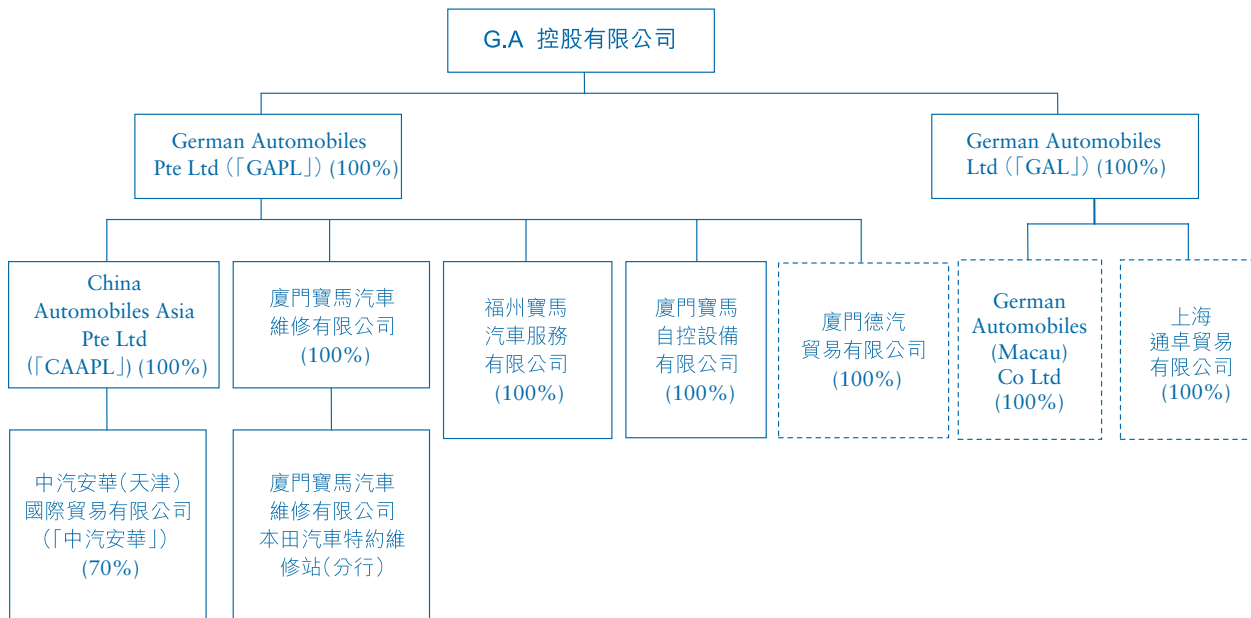 G.A 控股有限公司
German Automobiles
Pte Ltd (「GAPL」) (100%)
German Automobiles
Ltd (「GAL」) (100%)
China
Automobiles Asia
Pte Ltd
(「CAAPL」) (100%)
廈門寶馬汽車
維修有限公司
(100%)
福州寶馬
汽車服務
有限公司
(100%)
廈門寶馬
自控設備
有限公司
(100%)
廈門德汽
貿易有限公司
(100%)
German
Automobiles
(Macau)
Co Ltd
(100%)
上海
通卓貿易
有限公司
(100%)
中汽安華(天津)
國際貿易有限公司
(「中汽安華」)
(70%)
廈門寶馬汽車
維修有限公司
本田汽車特約維
修站(分行)